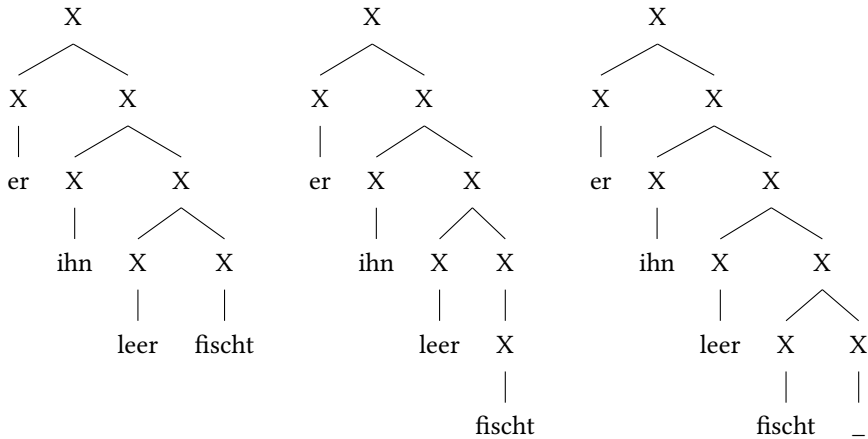 X X X
X X X X X X
er X X er X X er X X
ihn X X ihn X X ihn X X
leer fischt leer X leer X X
fischt fischt _